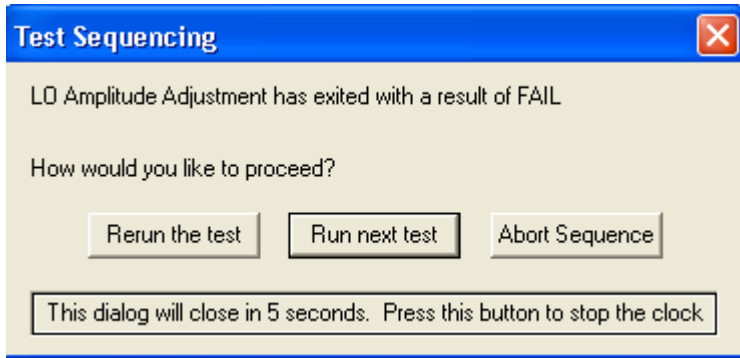 Test Sequencing
LO Amplitude Adjustment has exited with a result of FAIL
How would you like to proceed?
Rerun the test Run next test Abort Sequence
This dialog will close in 5 seconds. Press this button to stop the clock